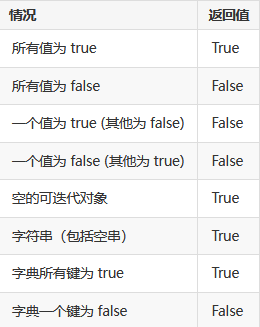 情况 返回值
所有值为 true True
所有值为 false False
一个值为 true (其他为 false) False
一个值为 false (其他为 true) False
空的可迭代对象 True
字符串（包括空串） True
字典所有键为 true True
字典一个键为 false False